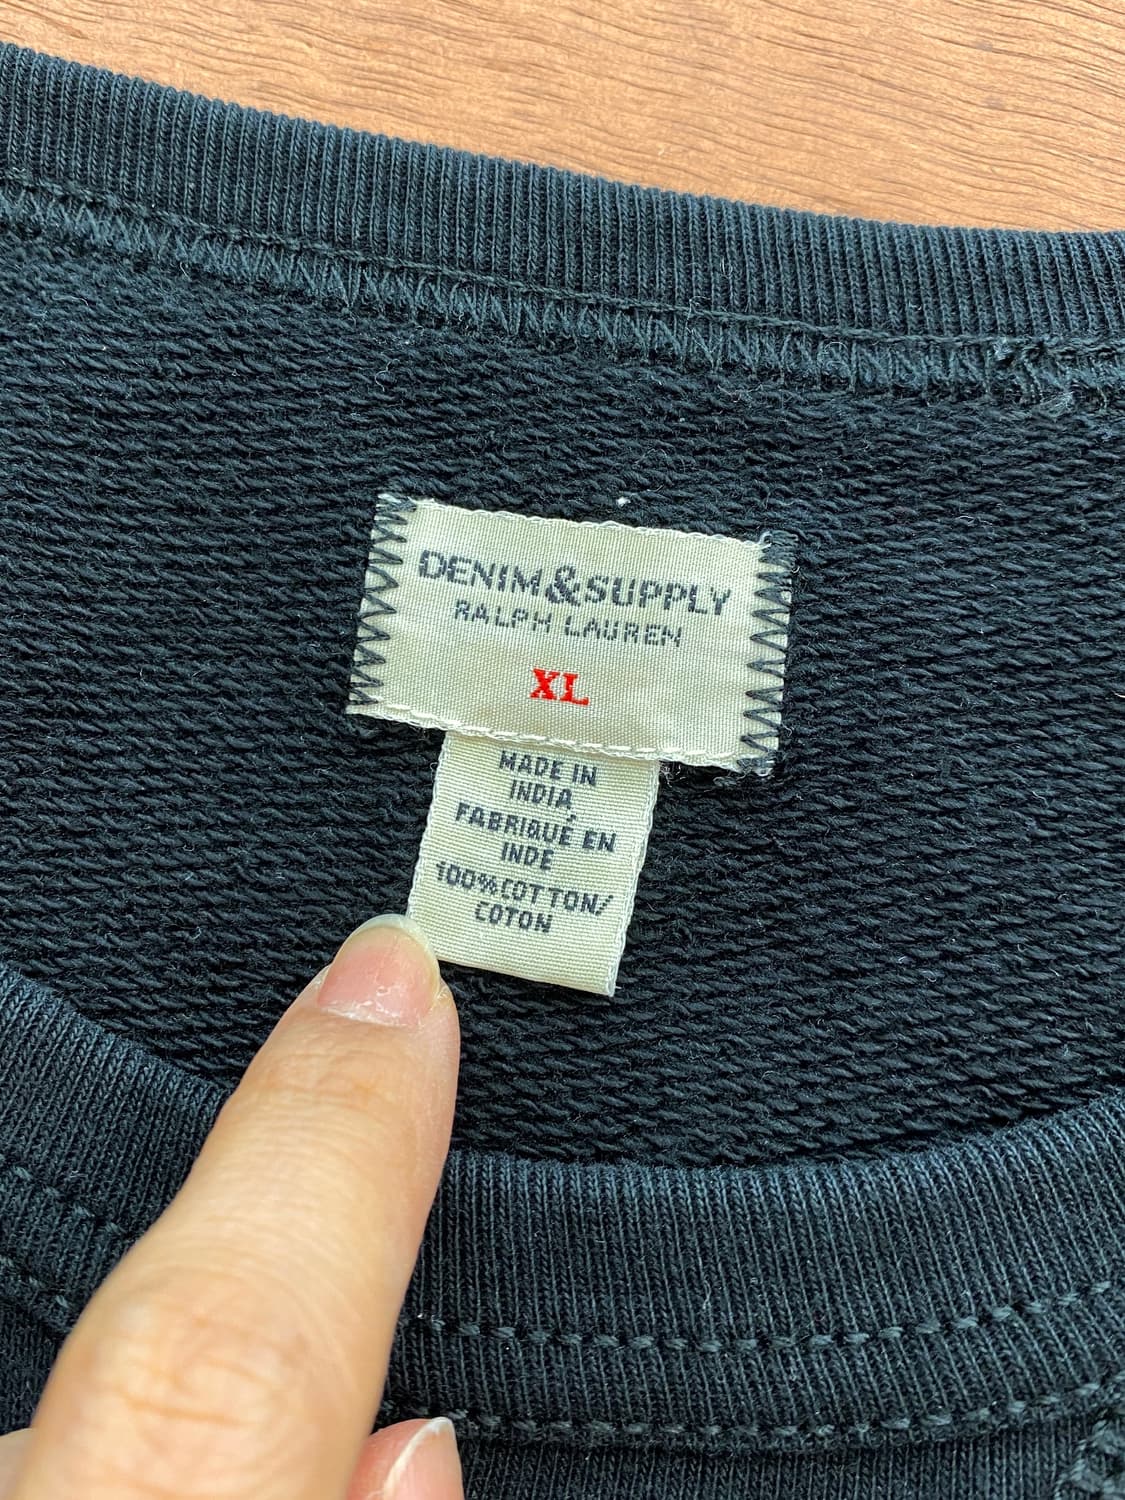 DENIM&SUPPLY
RALPH LAUREN
XL
MADE IN
INDIA,
FABRIQUÉ EN
INDE
100%COTTON/
COTON